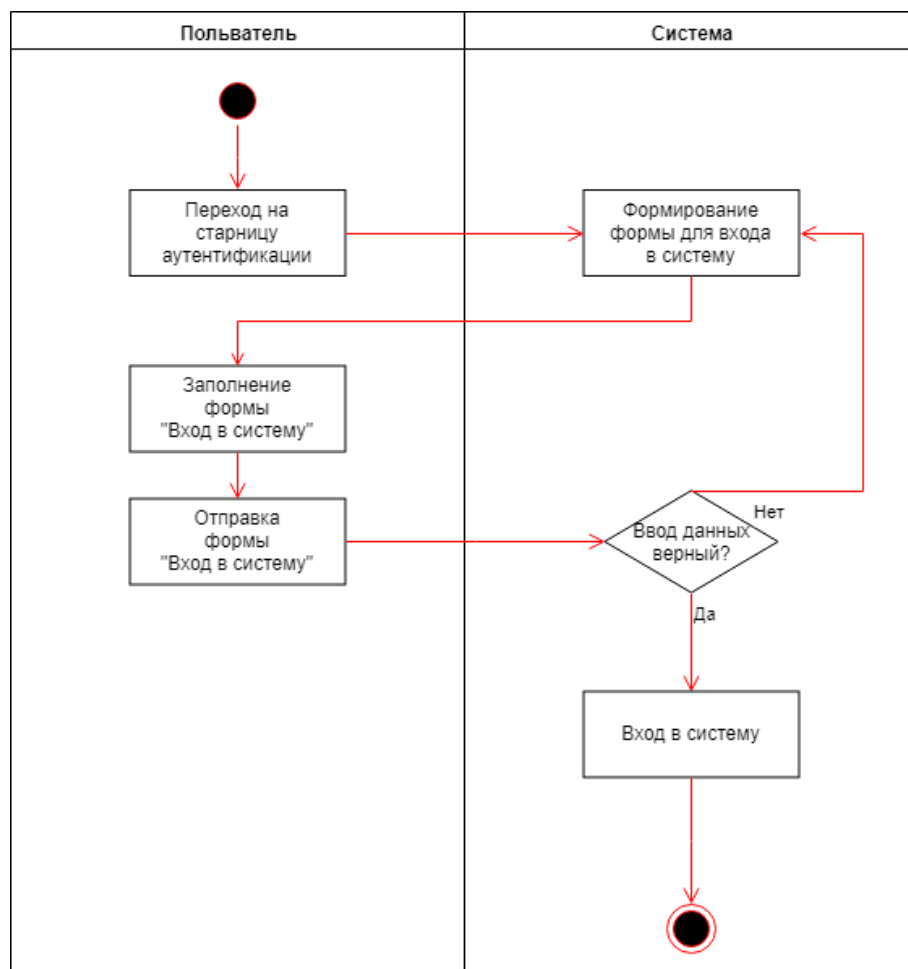 Польватель
Система
Переход на
старницу
аутентификации
Формирование
формы для входа
в систему
Заполнение
формы
"Вход в систему"
Отправка
формы
"Вход в систему"
Ввод данных
верный?
Нет
Да
Вход в систему